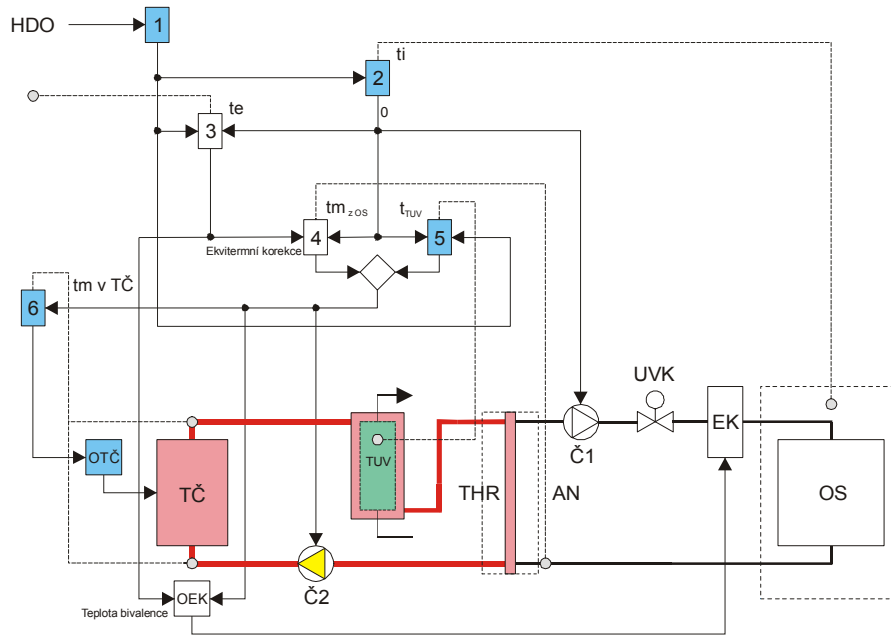 HDO
1
ti
2
0
te
3
tm z OS
t TUV
4
5
Ekvitermní korekce
tm v TČ
6
UVK
EK
Č1
OTČ
TČ
TUV
THR
AN
OS
Č2
OEK
Teplota bivalence